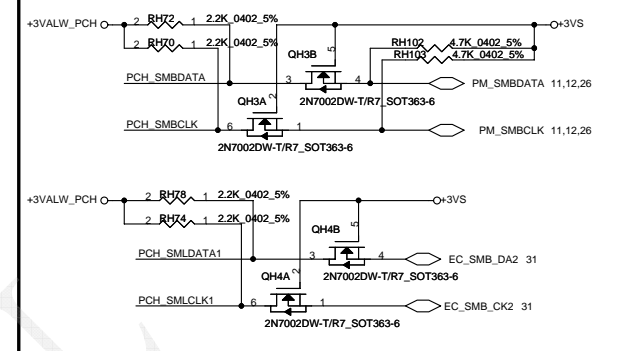 +3VALW_PCH 2 RH72 1 2.2K_0402_5% +3VS
2 RH70 1 2.2K_0402_5% QH3B 5 RH102 4.7K_0402_5%
RH103 4.7K_0402_5%
PCH_SMBDATA 3 4 PM_SMBDATA 11,12,26
QH3A 2 2N7002DW-T/R7_SOT363-6
PCH_SMBCLK 6 1 PM_SMBCLK 11,12,26
2N7002DW-T/R7_SOT363-6
+3VALW_PCH 2 RH78 1 2.2K_0402_5% +3VS
2 RH74 1 2.2K_0402_5% QH4B 5
PCH_SMLDATA1 3 4 EC_SMB_DA2 31
QH4A 2 2N7002DW-T/R7_SOT363-6
PCH_SMLCLK1 6 1 EC_SMB_CK2 31
2N7002DW-T/R7_SOT363-6